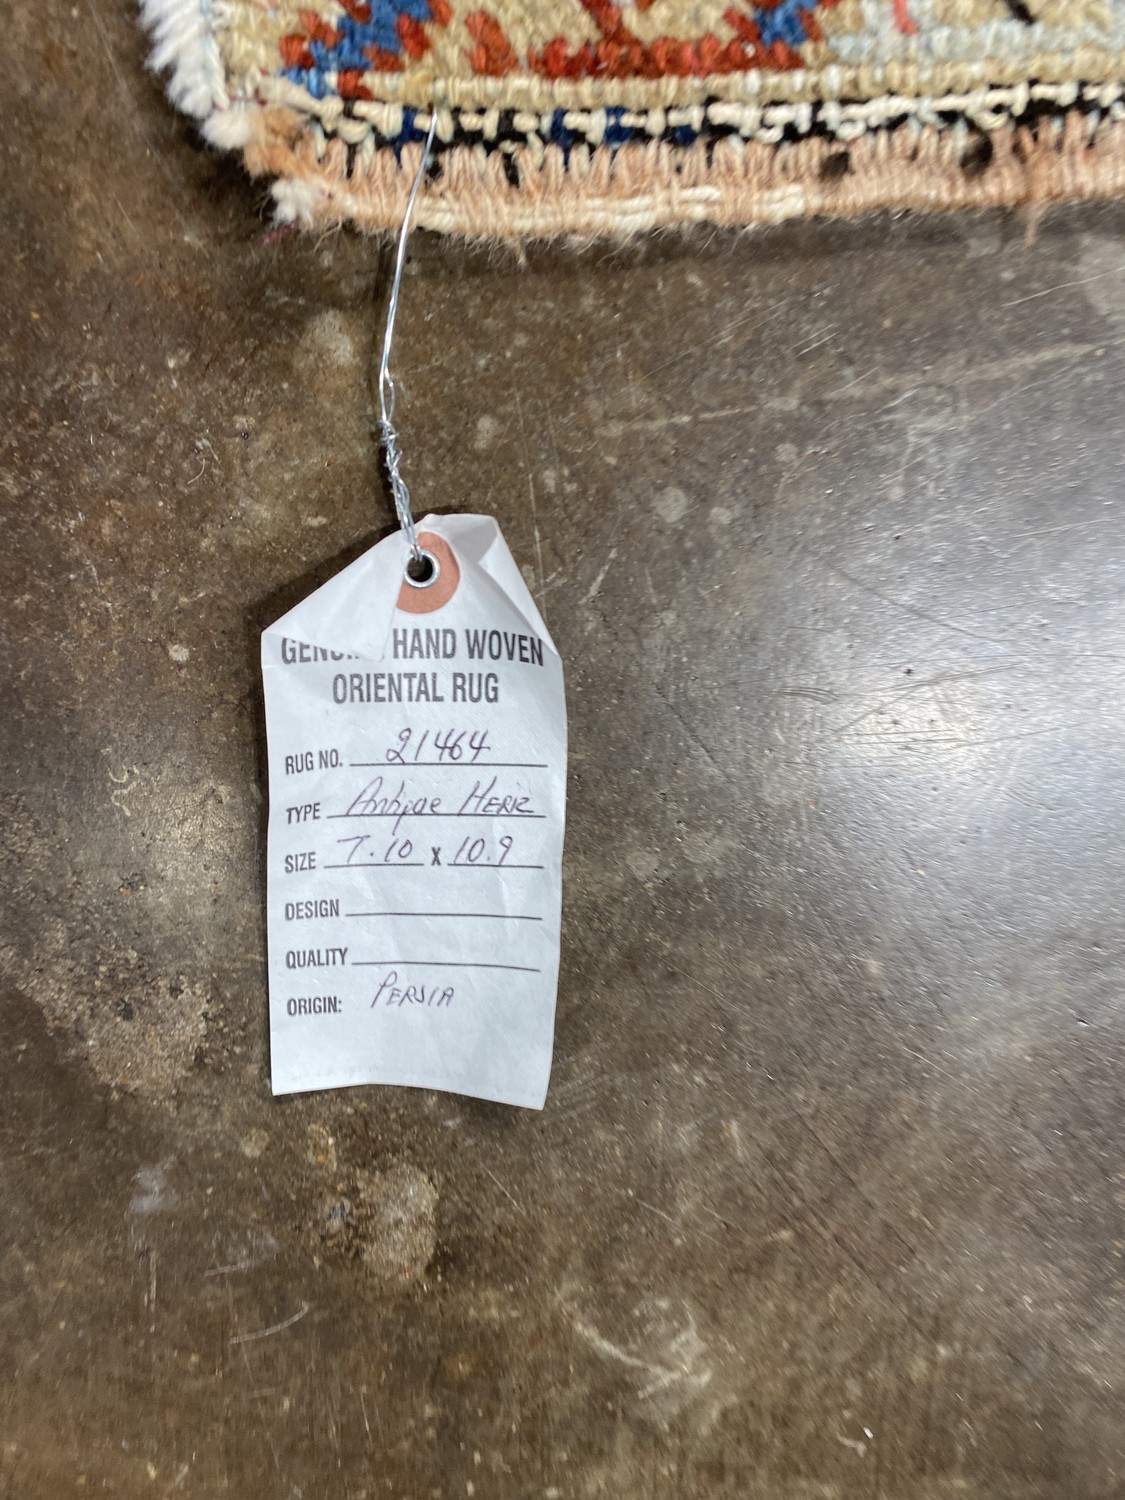 GENUINE HAND WOVEN
ORIENTAL RUG
RUG NO. 21464
TYPE Antique HERIZ
SIZE 7.10 x 10.9
DESIGN
QUALITY
ORIGIN: PERSIA